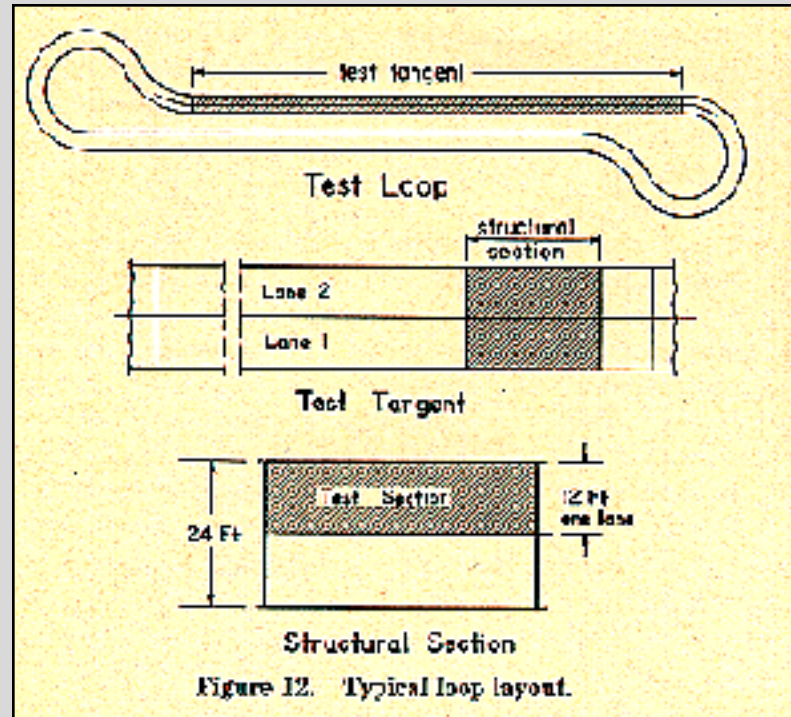 test tangent
Test Loop
structural
section
Lane 2
Lane 1
Test Tangent
Test Section
24 Ft
12 Ft
one lane
Structural Section
Figure 12. Typical loop layout.